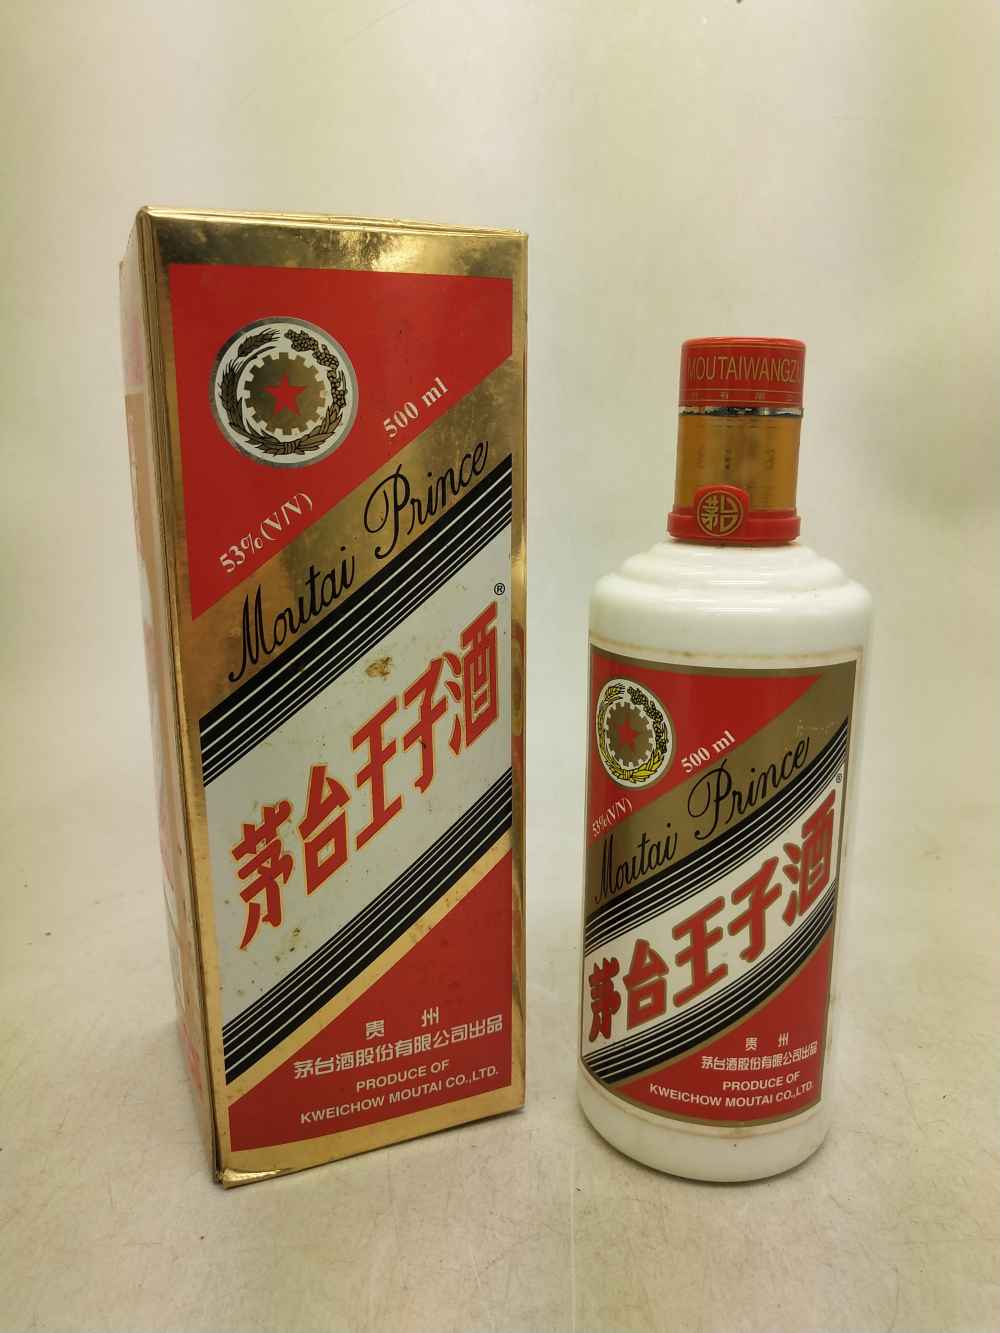 500 ml
53%(V/V)
Moutai Prince
®
茅台王子酒
贵州
茅台酒股份有限公司出品
PRODUCE OF
KWEICHOW MOUTAI CO.,LTD.
MOUTAIWANGZ
茅台
500 ml
53%(V/V)
Moutai Prince
®
茅台王子酒
贵州
茅台酒股份有限公司出品
PRODUCE OF
KWEICHOW MOUTAI CO.,LTD.